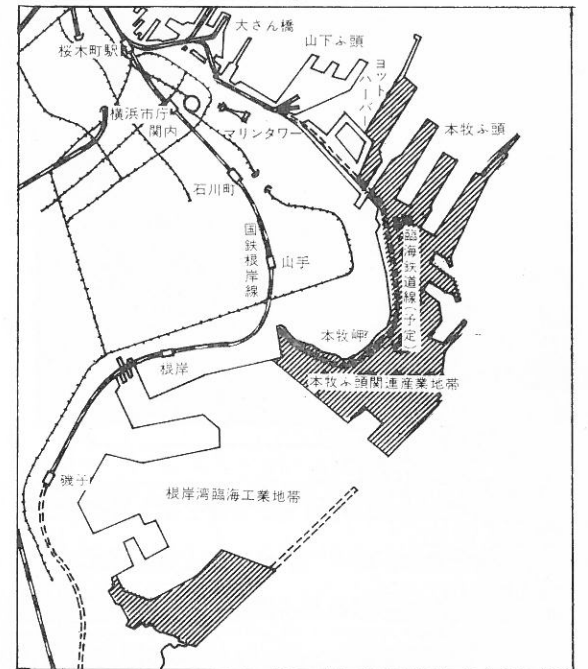 大さん橋
桜木町駅
山下ふ頭
ヨットハーバー
横浜市庁
関内
マリンタワー
本牧ふ頭
石川町
国鉄根岸線
山手
臨海鉄道線(予定)
本牧岬
根岸
本牧ふ頭関連産業地帯
磯子
根岸湾臨海工業地帯